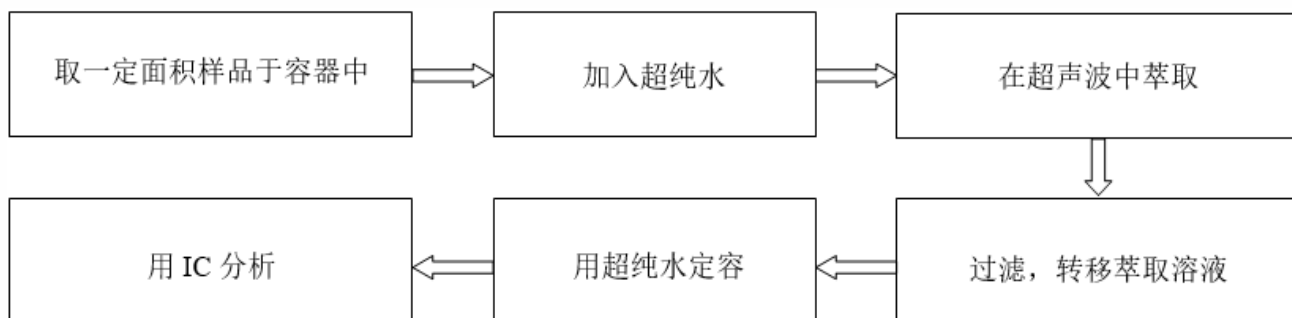 取一定面积样品于容器中
加入超纯水
在超声波中萃取
过滤，转移萃取溶液
用超纯水定容
用 IC 分析